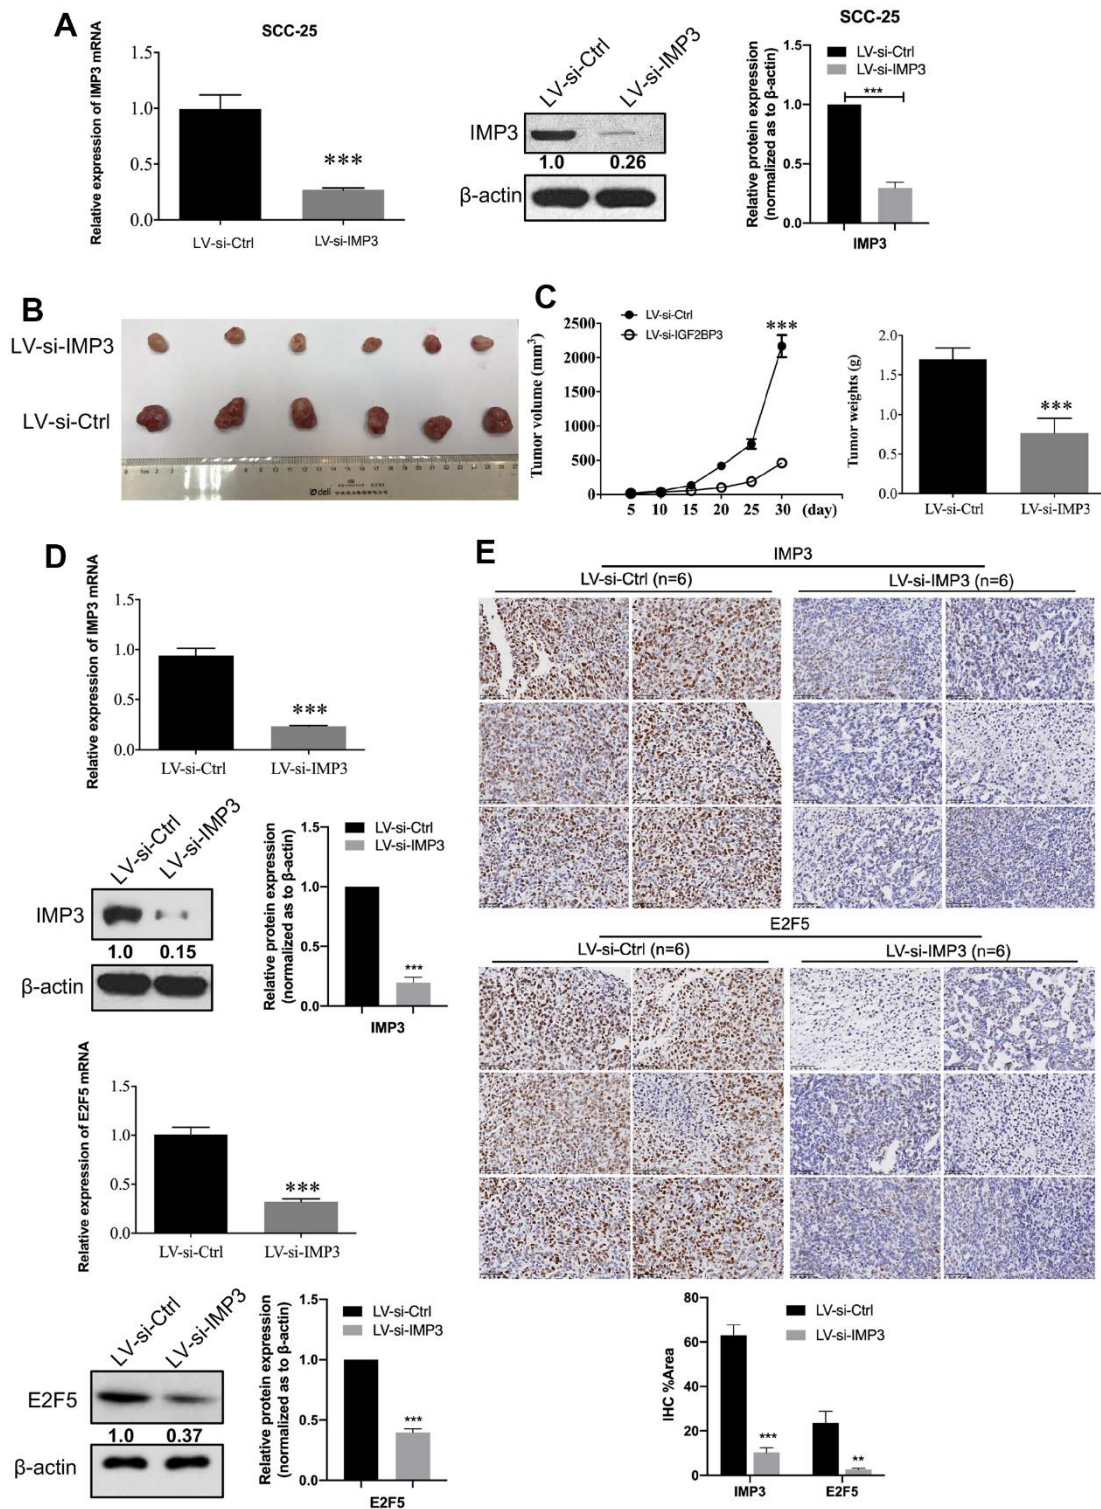 A
SCC-25
Relative expression of IMP3 mRNA
1.5
1.0
0.5
0.0
LV-si-Ctrl
LV-si-IMP3
***
LV-si-Ctrl
LV-si-IMP3
IMP3
1.0
0.26
β-actin
SCC-25
Relative protein expression
(normalized as to β-actin)
1.5
1.0
0.5
0.0
LV-si-Ctrl
LV-si-IMP3
***
IMP3
B
LV-si-IMP3
LV-si-Ctrl
deli
C
Tumor volume (mm³)
2500
2000
1500
1000
500
0
5 10 15 20 25 30 (day)
LV-si-Ctrl
LV-si-IGF2BP3
***
Tumor weights (g)
2.0
1.5
1.0
0.5
0.0
***
LV-si-Ctrl
LV-si-IMP3
D
Relative expression of IMP3 mRNA
1.5
1.0
0.5
0.0
***
LV-si-Ctrl
LV-si-IMP3
LV-si-Ctrl
LV-si-IMP3
IMP3
1.0
0.15
β-actin
Relative protein expression
(normalized as to β-actin)
1.5
1.0
0.5
0.0
LV-si-Ctrl
LV-si-IMP3
***
IMP3
Relative expression of E2F5 mRNA
1.5
1.0
0.5
0.0
***
LV-si-Ctrl
LV-si-IMP3
LV-si-Ctrl
LV-si-IMP3
E2F5
1.0
0.37
β-actin
Relative protein expression
(normalized as to β-actin)
1.5
1.0
0.5
0.0
LV-si-Ctrl
LV-si-IMP3
***
E2F5
E
IMP3
LV-si-Ctrl (n=6)
LV-si-IMP3 (n=6)
E2F5
LV-si-Ctrl (n=6)
LV-si-IMP3 (n=6)
IHC %Area
80
60
40
20
0
LV-si-Ctrl
LV-si-IMP3
***
**
IMP3
E2F5